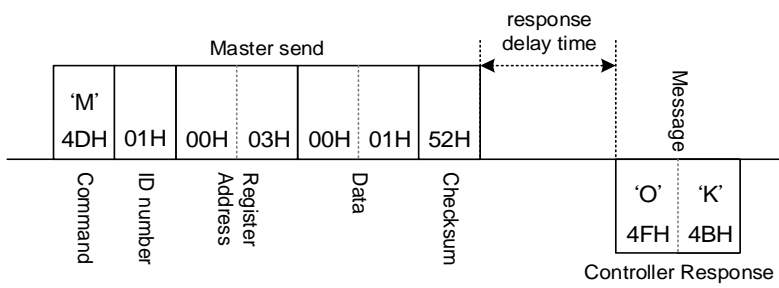 response
delay time
Master send
Message
‘M’
4DH 01H 00H 03H 00H 01H 52H
Command
ID number
Register
Address
Data
Checksum
‘O’ ‘K’
4FH 4BH
Controller Response